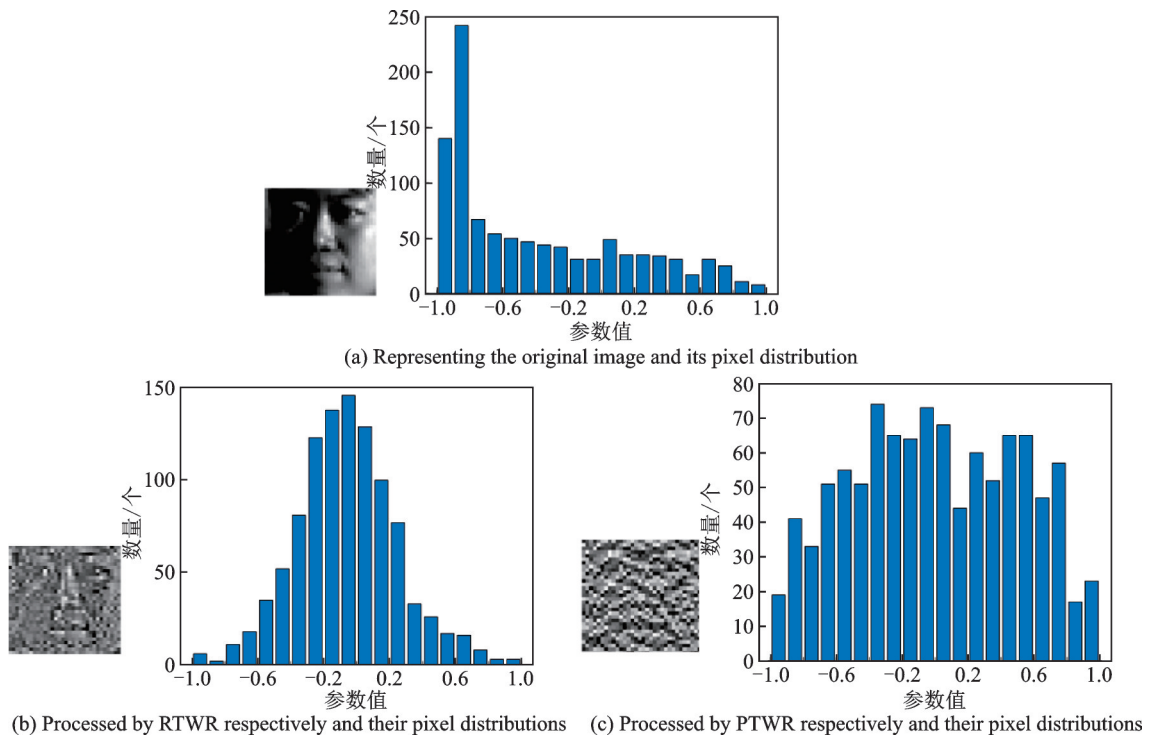 250
200
150
100
50
0
数量/个
−1.0 −0.6 −0.2 0.2 0.6 1.0
参数值
(a) Representing the original image and its pixel distribution
150
100
50
0
数量/个
−1.0 −0.6 −0.2 0.2 0.6 1.0
参数值
(b) Processed by RTWR respectively and their pixel distributions
80
70
60
50
40
30
20
10
0
数量/个
−1.0 −0.6 −0.2 0.2 0.6 1.0
参数值
(c) Processed by PTWR respectively and their pixel distributions